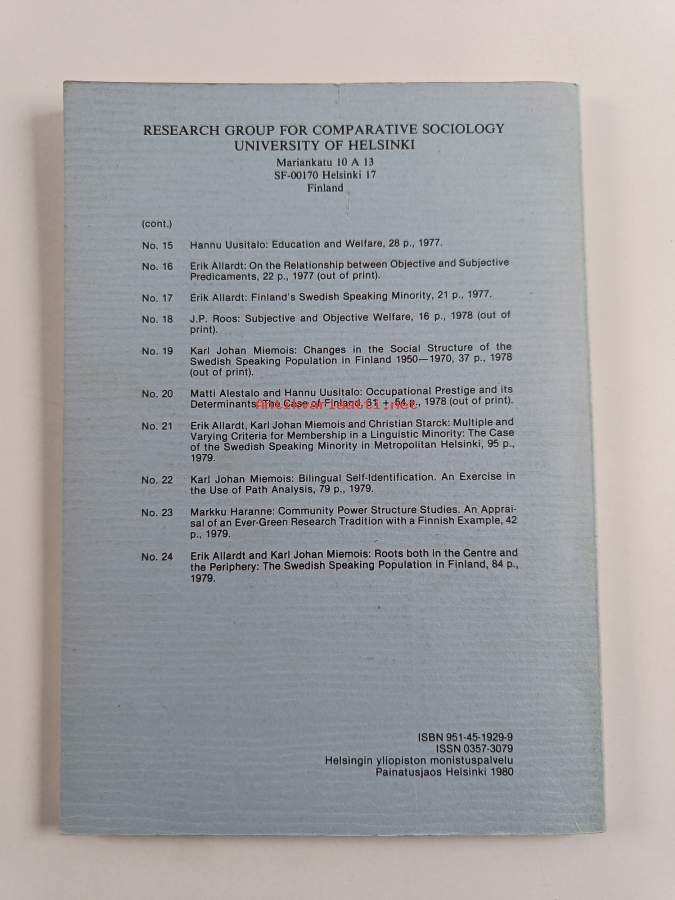 RESEARCH GROUP FOR COMPARATIVE SOCIOLOGY
UNIVERSITY OF HELSINKI
Mariankatu 10 A 13
SF-00170 Helsinki 17
Finland
(cont.)
No. 15 Hannu Uusitalo: Education and Welfare, 28 p., 1977.
No. 16 Erik Allardt: On the Relationship between Objective and Subjective
Predicaments, 22 p., 1977 (out of print).
No. 17 Erik Allardt: Finland's Swedish Speaking Minority, 21 p., 1977.
No. 18 J.P. Roos: Subjective and Objective Welfare, 16 p., 1978 (out of
print).
No. 19 Karl Johan Miemois: Changes in the Social Structure of the
Swedish Speaking Population in Finland 1950—1970, 37 p., 1978
(out of print).
No. 20 Matti Alestalo and Hannu Uusitalo: Occupational Prestige and its
Determinants: The Case of Finland, 61 + 54 p., 1978 (out of print).
Antikvariaatti.net
No. 21 Erik Allardt, Karl Johan Miemois and Christian Starck: Multiple and
Varying Criteria for Membership in a Linguistic Minority: The Case
of the Swedish Speaking Minority in Metropolitan Helsinki, 95 p.,
1979.
No. 22 Karl Johan Miemois: Bilingual Self-Identification. An Exercise in
the Use of Path Analysis, 79 p., 1979.
No. 23 Markku Haranne: Community Power Structure Studies. An Apprai-
sal of an Ever-Green Research Tradition with a Finnish Example, 42
p., 1979.
No. 24 Erik Allardt and Karl Johan Miemois: Roots both in the Centre and
the Periphery: The Swedish Speaking Population in Finland, 84 p.,
1979.
ISBN 951-45-1929-9
ISSN 0357-3079
Helsingin yliopiston monistuspalvelu
Painatusjaos Helsinki 1980